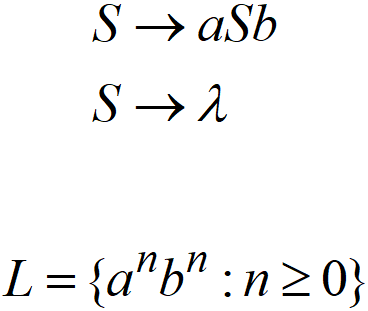 S → aSb
S → λ
L = {aⁿbⁿ : n ≥ 0}